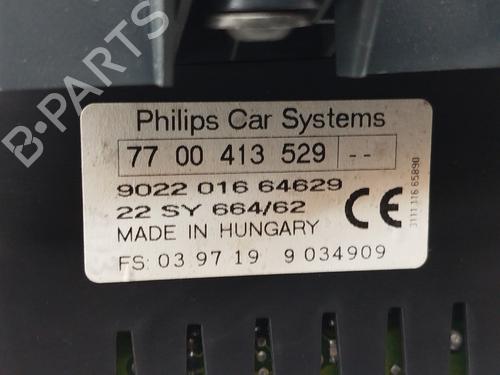 B-PARTS
Philips Car Systems
77 00 413 529 --
9022 016 64629
22 SY 664/62
MADE IN HUNGARY
CE
FS: 03 97 19 9 034909
3111 116 65890